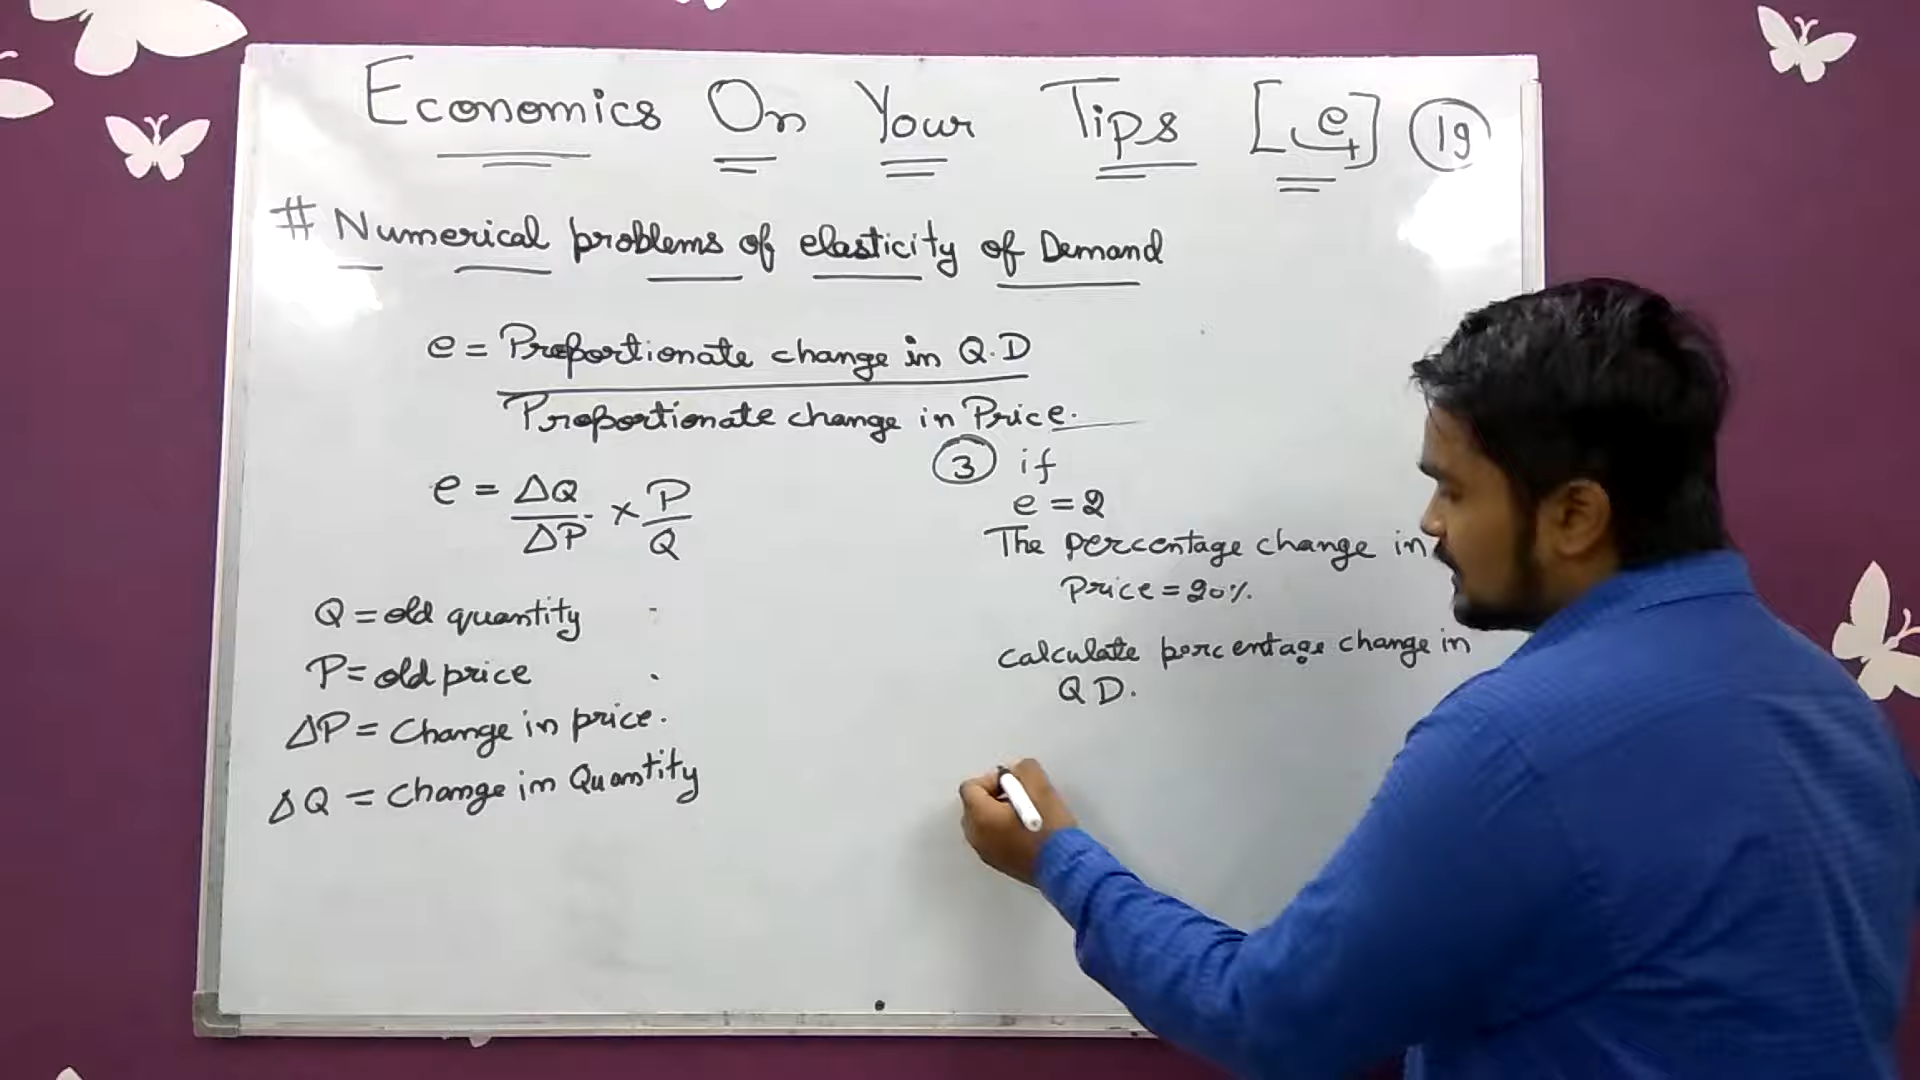 Economics On Your Tips [e+] 19
# Numerical problems of elasticity of Demand
e = Proportionate change in Q.D
Proportionate change in Price.
e = ΔQ/ΔP × P/Q
Q = old quantity
P = old price
ΔP = Change in price.
ΔQ = Change in Quantity
3 if
e = 2
The percentage change in
Price = 20%.
calculate percentage change in
QD.